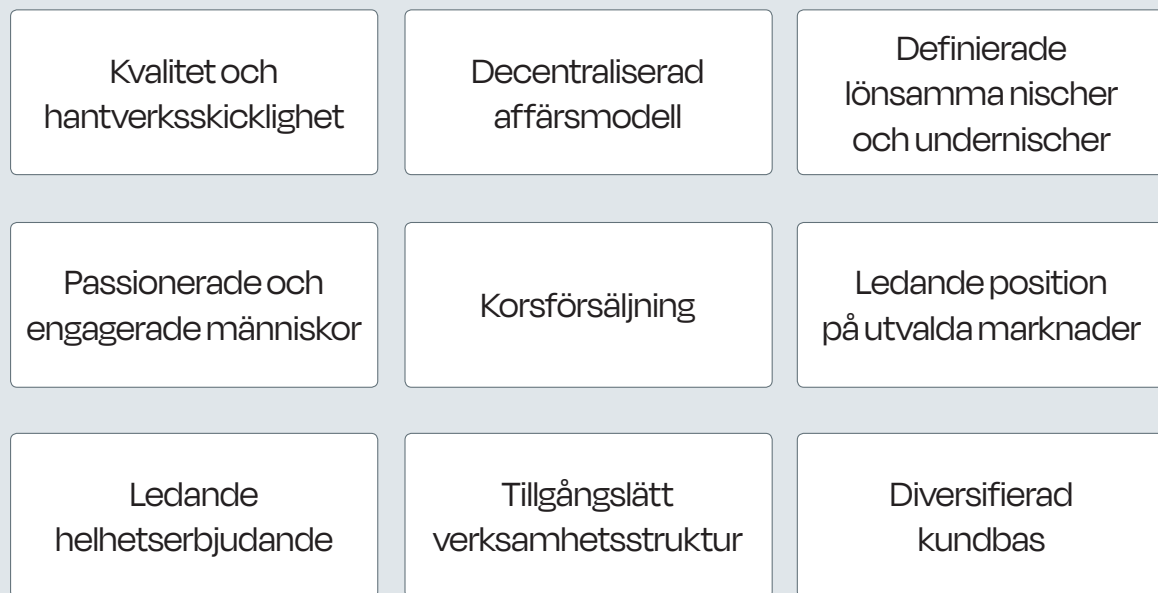 Kvalitet och
hantverksskicklighet
Decentraliserad
affärsmodell
Definierade
lönsamma nischer
och undernischer
Passionerade och
engagerade människor
Korsförsäljning
Ledande position
på utvalda marknader
Ledande
helhetserbjudande
Tillgångslätt
verksamhetsstruktur
Diversifierad
kundbas